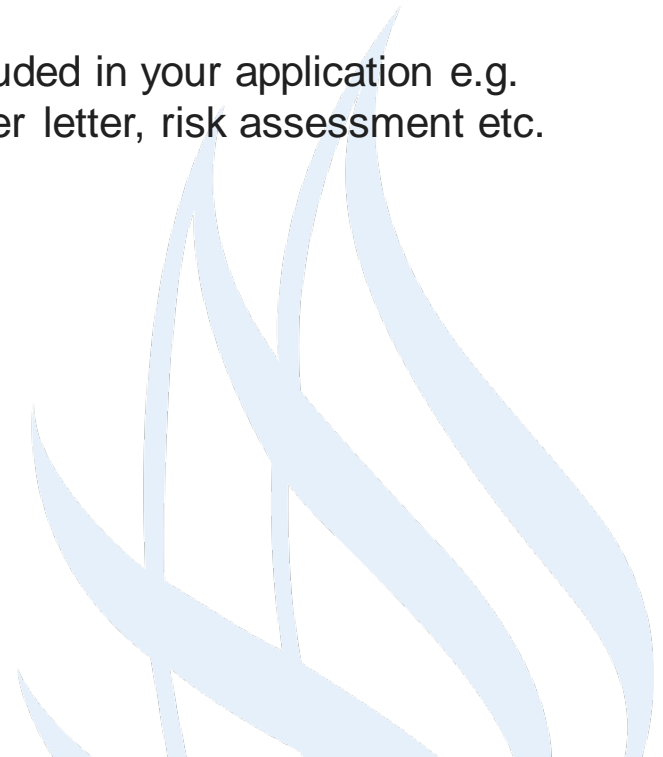 uded in your application e.g.
er letter, risk assessment etc.